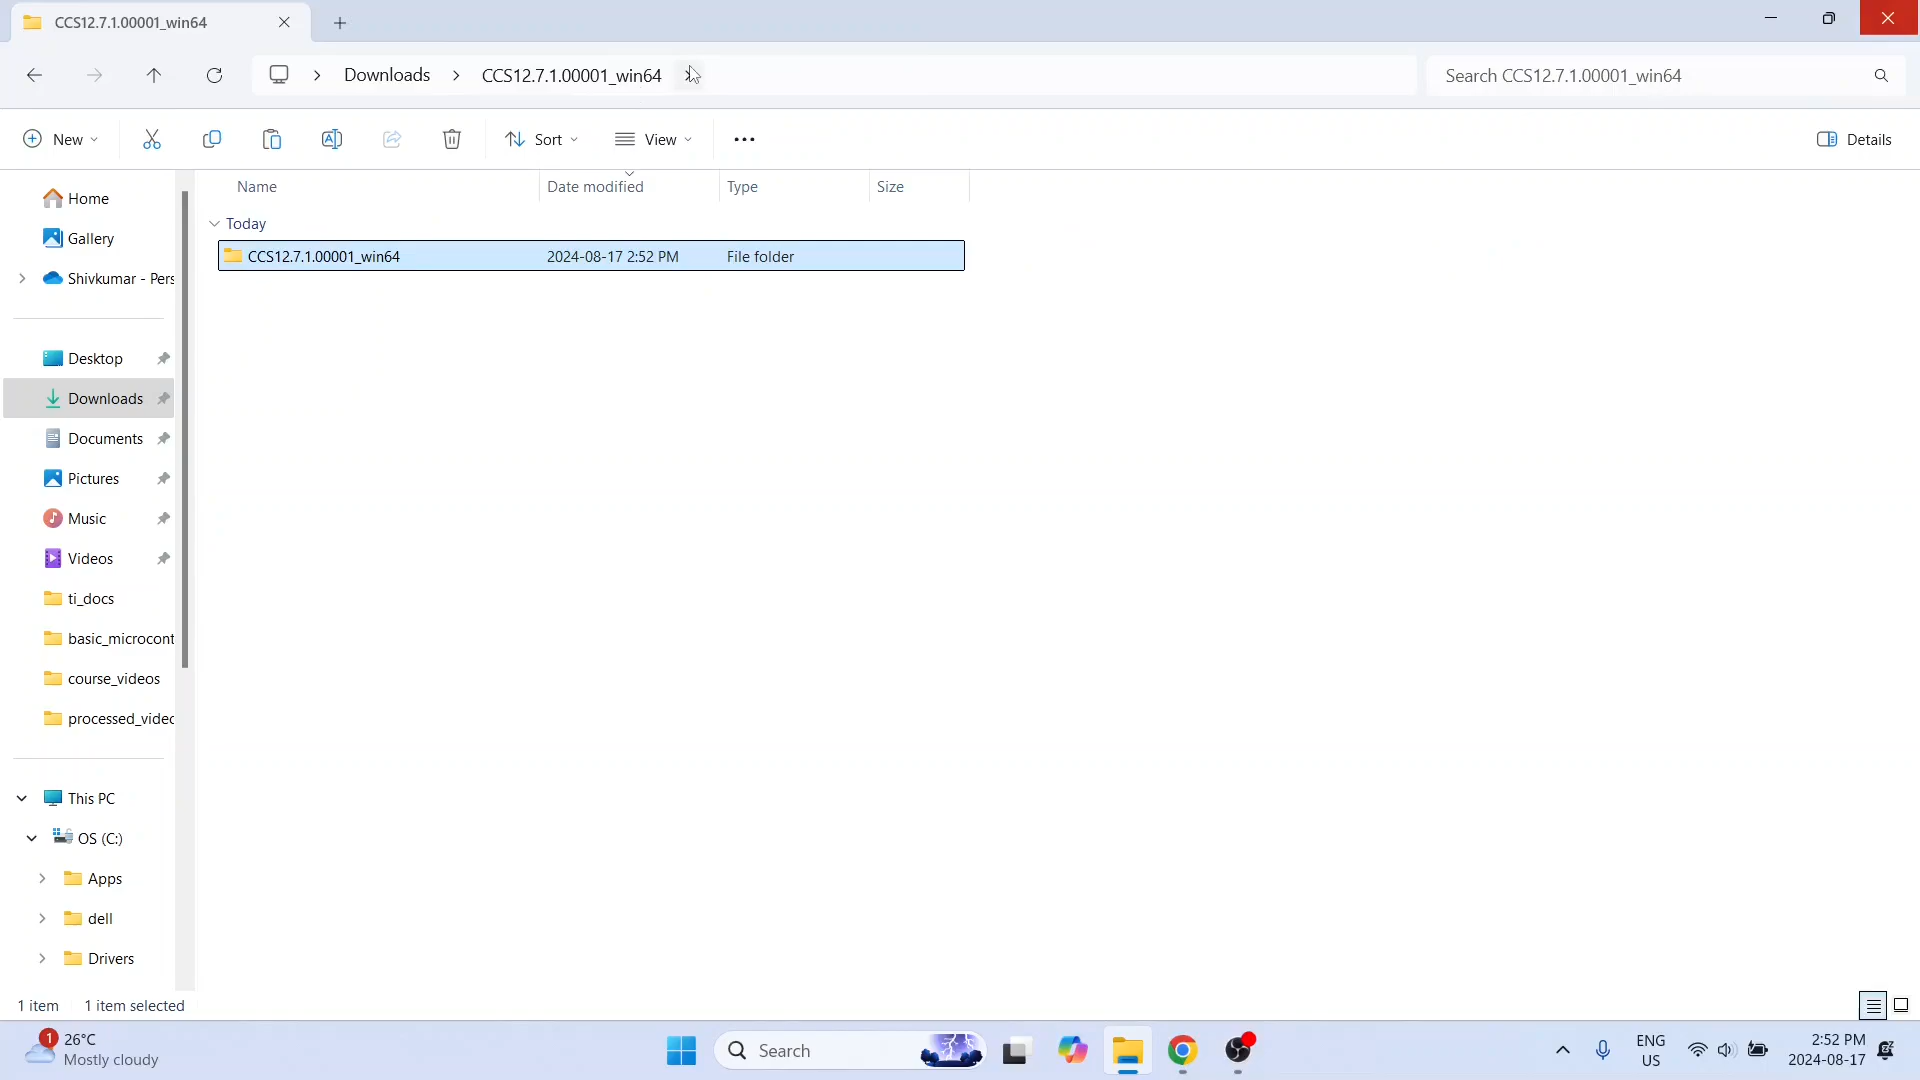 CCS12.7.1.00001_win64
Downloads CCS12.7.1.00001_win64 Search CCS12.7.1.00001_win64
New Sort View Details
Name Date modified Type Size
Today
CCS12.7.1.00001_win64 2024-08-17 2:52 PM File folder
Home
Gallery
Shivkumar - Pers
Desktop
Downloads
Documents
Pictures
Music
Videos
ti_docs
basic_microcont
course_videos
processed_videc
This PC
OS (C:)
Apps
dell
Drivers
1 item 1 item selected
1 26°C
Mostly cloudy
Search
ENG
US
2:52 PM
2024-08-17